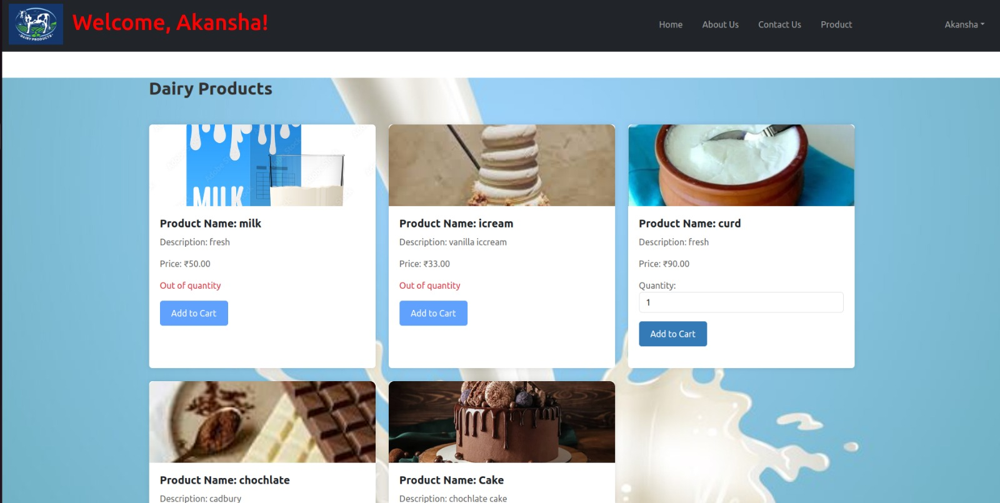 DAIRY PRODUCTS
Welcome, Akansha!
Home
About Us
Contact Us
Product
Akansha
Dairy Products
MILK
Product Name: milk
Description: fresh
Price: ₹50.00
Out of quantity
Add to Cart
Product Name: icream
Description: vanilla iccream
Price: ₹33.00
Out of quantity
Add to Cart
Product Name: curd
Description: fresh
Price: ₹90.00
Quantity:
1
Add to Cart
Product Name: chochlate
Description: cadbury
Product Name: Cake
Description: chochlate cake